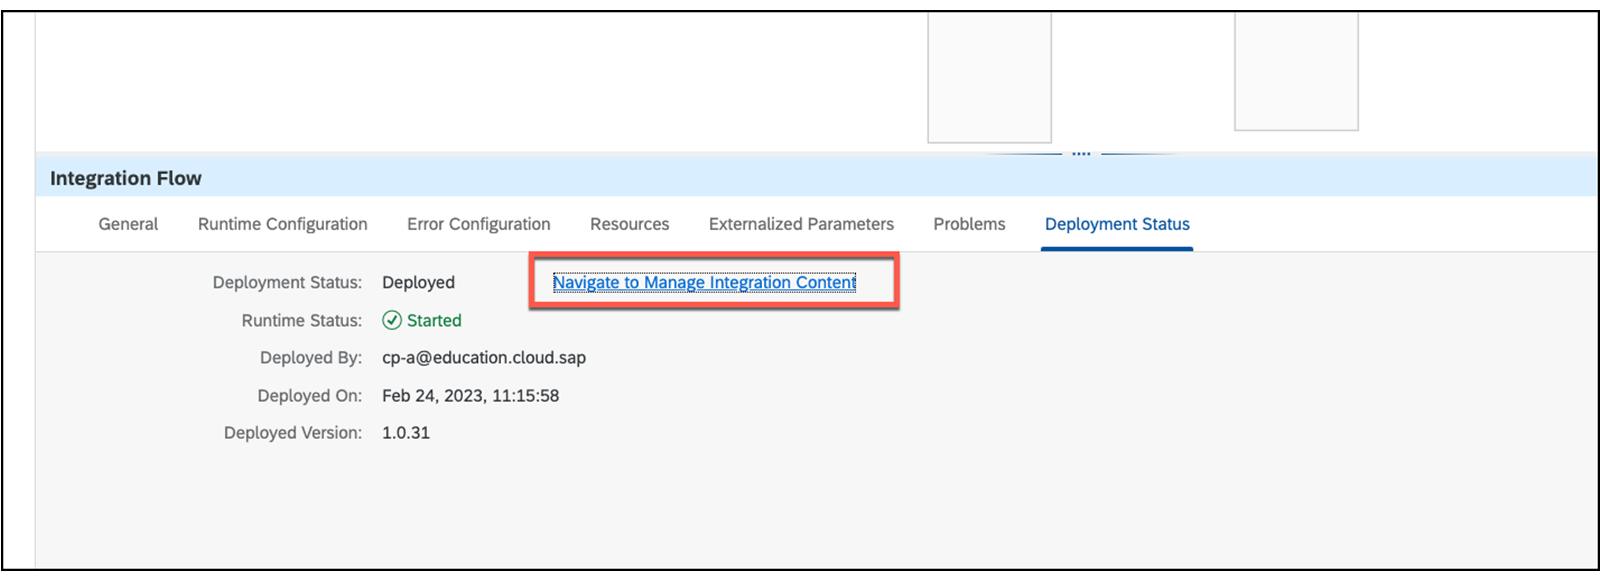 Integration Flow
General Runtime Configuration Error Configuration Resources Externalized Parameters Problems Deployment Status
Deployment Status: Deployed Navigate to Manage Integration Content
Runtime Status: Started
Deployed By: cp-a@education.cloud.sap
Deployed On: Feb 24, 2023, 11:15:58
Deployed Version: 1.0.31